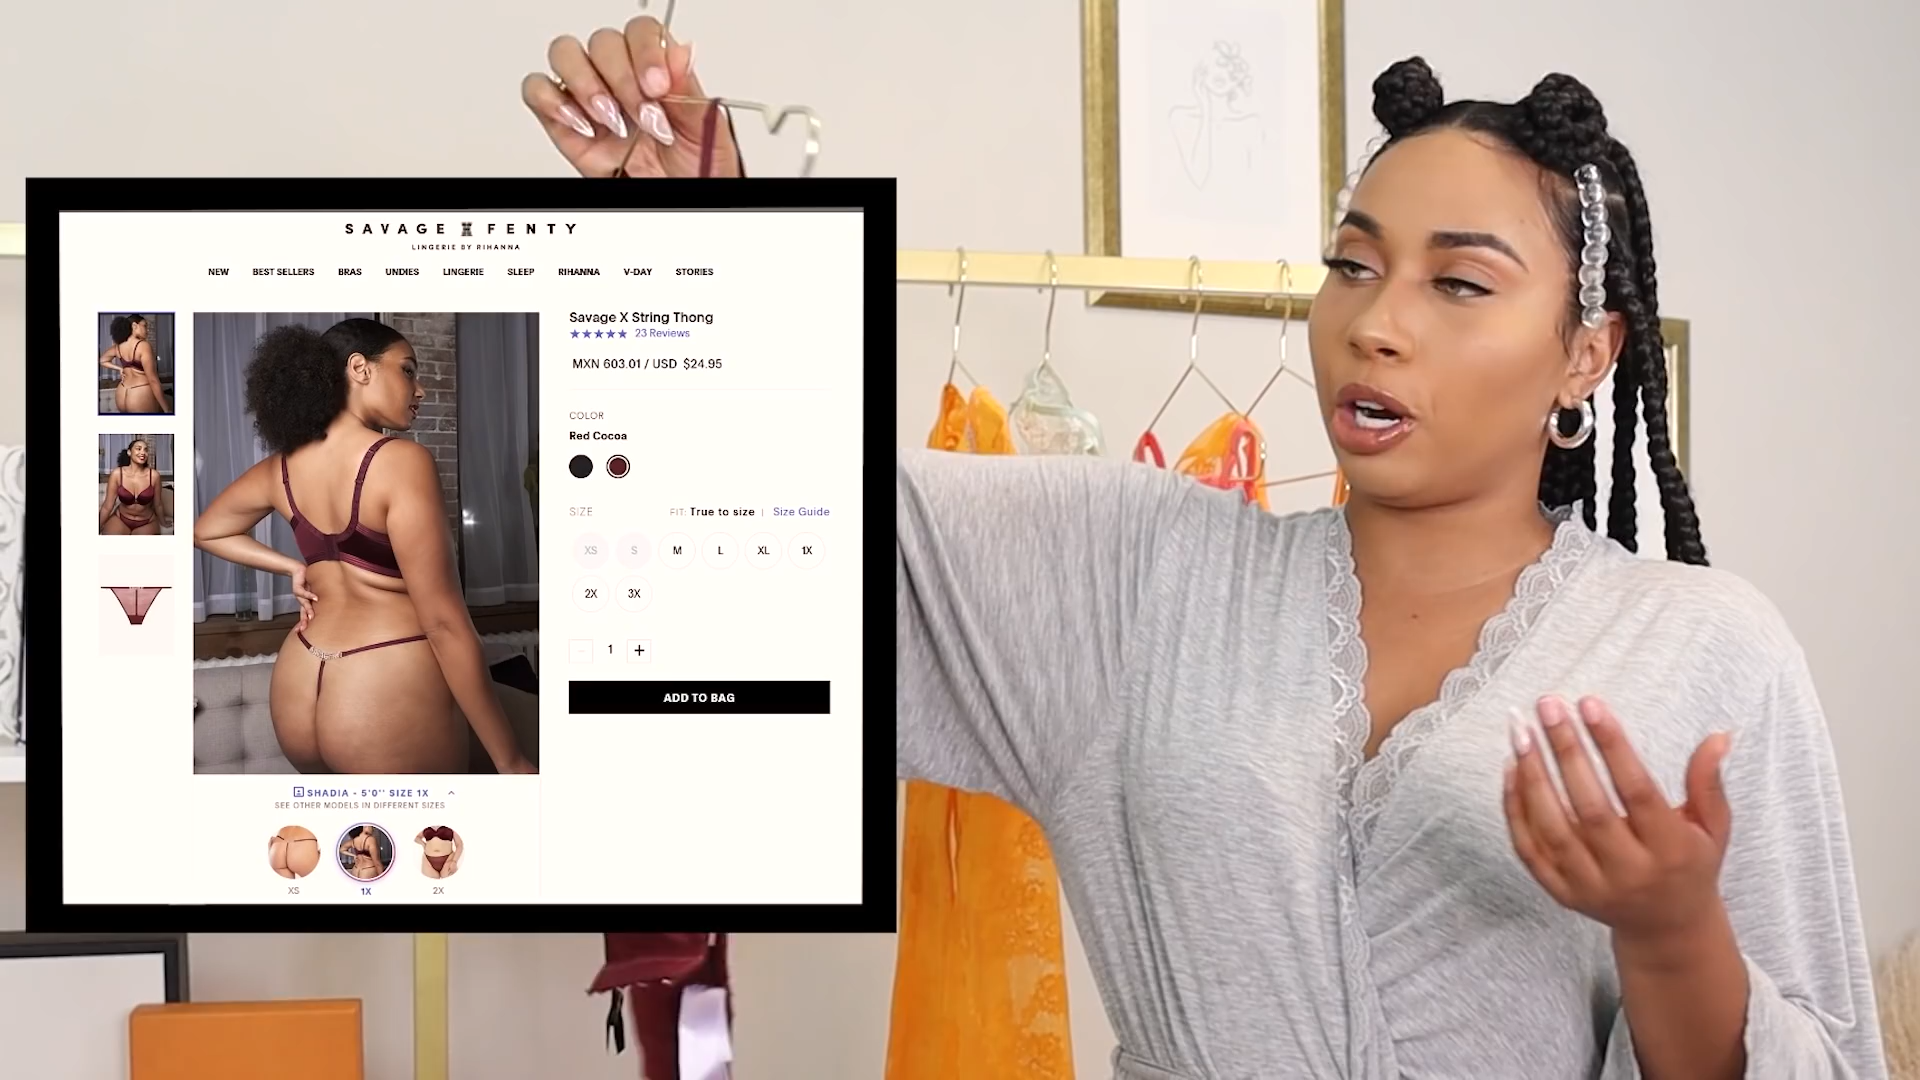 SAVAGE X FENTY
LINGERIE BY RIHANNA
NEW BEST SELLERS BRAS UNDIES LINGERIE SLEEP RIHANNA V-DAY STORIES
Savage X String Thong
23 Reviews
MXN 603.01 / USD $24.95
COLOR
Red Cocoa
SIZE FIT: True to size | Size Guide
XS S M L XL 1X
2X 3X
- 1 +
ADD TO BAG
SHADIA - 5'0'' SIZE 1X
SEE OTHER MODELS IN DIFFERENT SIZES
XS 1X 2X